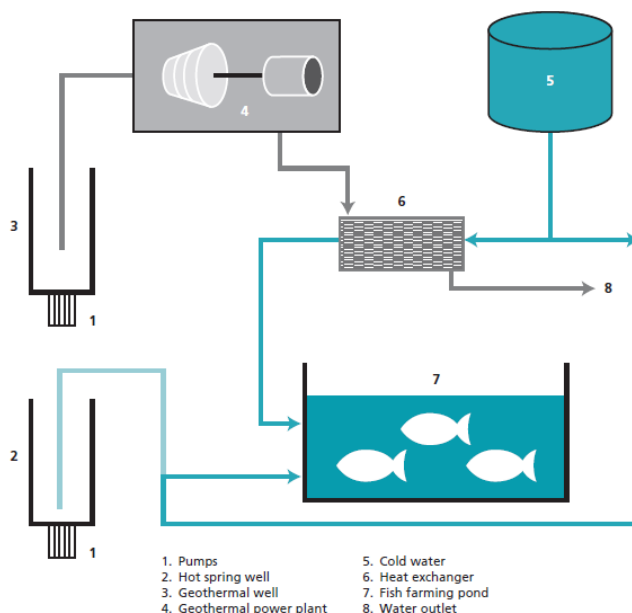 4
5
6
3
8
1
7
2
1
1. Pumps
2. Hot spring well
3. Geothermal well
4. Geothermal power plant
5. Cold water
6. Heat exchanger
7. Fish farming pond
8. Water outlet